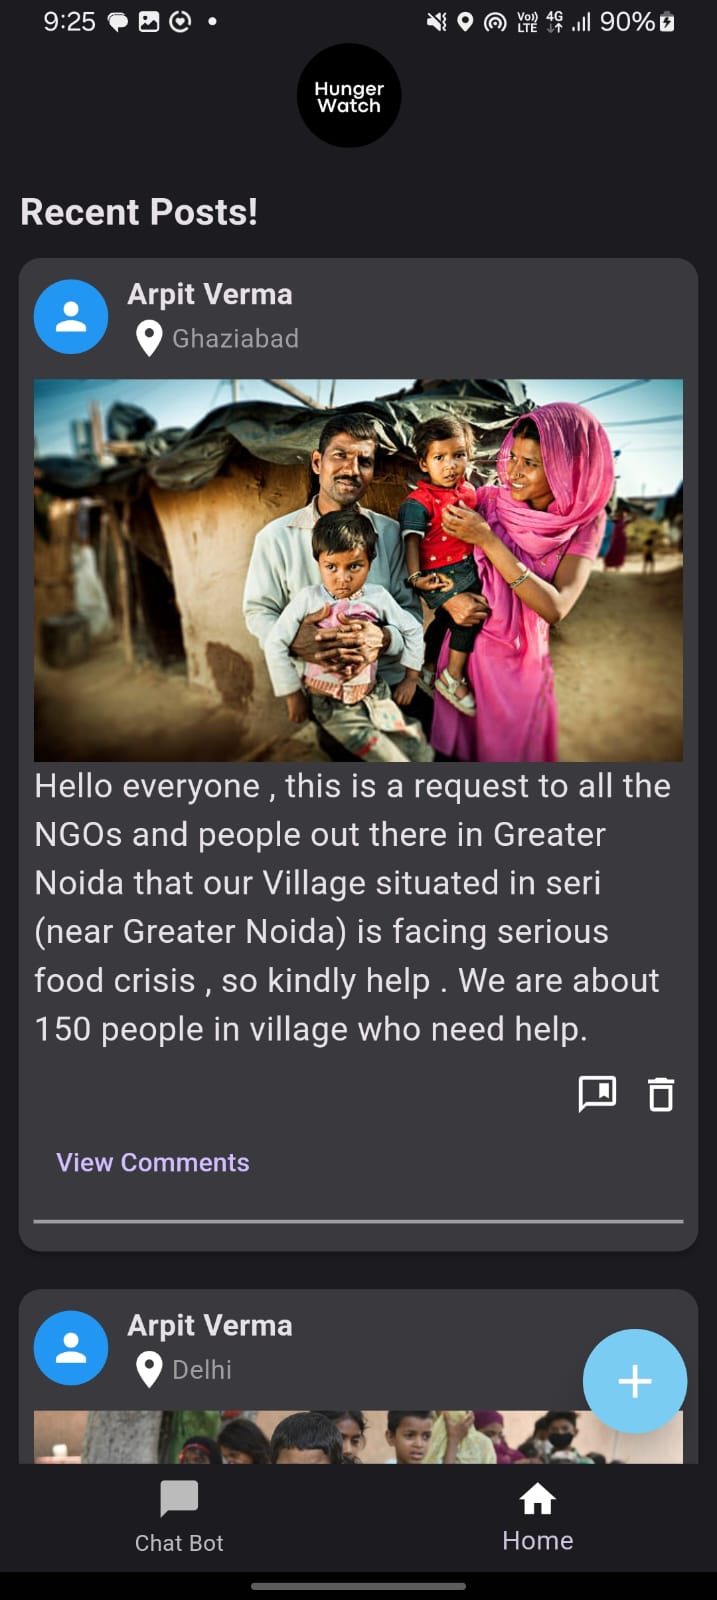 9:25
Vo)) 4G 90%
LTE
Hunger
Watch
Recent Posts!
Arpit Verma
Ghaziabad
Hello everyone , this is a request to all the
NGOs and people out there in Greater
Noida that our Village situated in seri
(near Greater Noida) is facing serious
food crisis , so kindly help . We are about
150 people in village who need help.
View Comments
Arpit Verma
Delhi
Chat Bot
Home